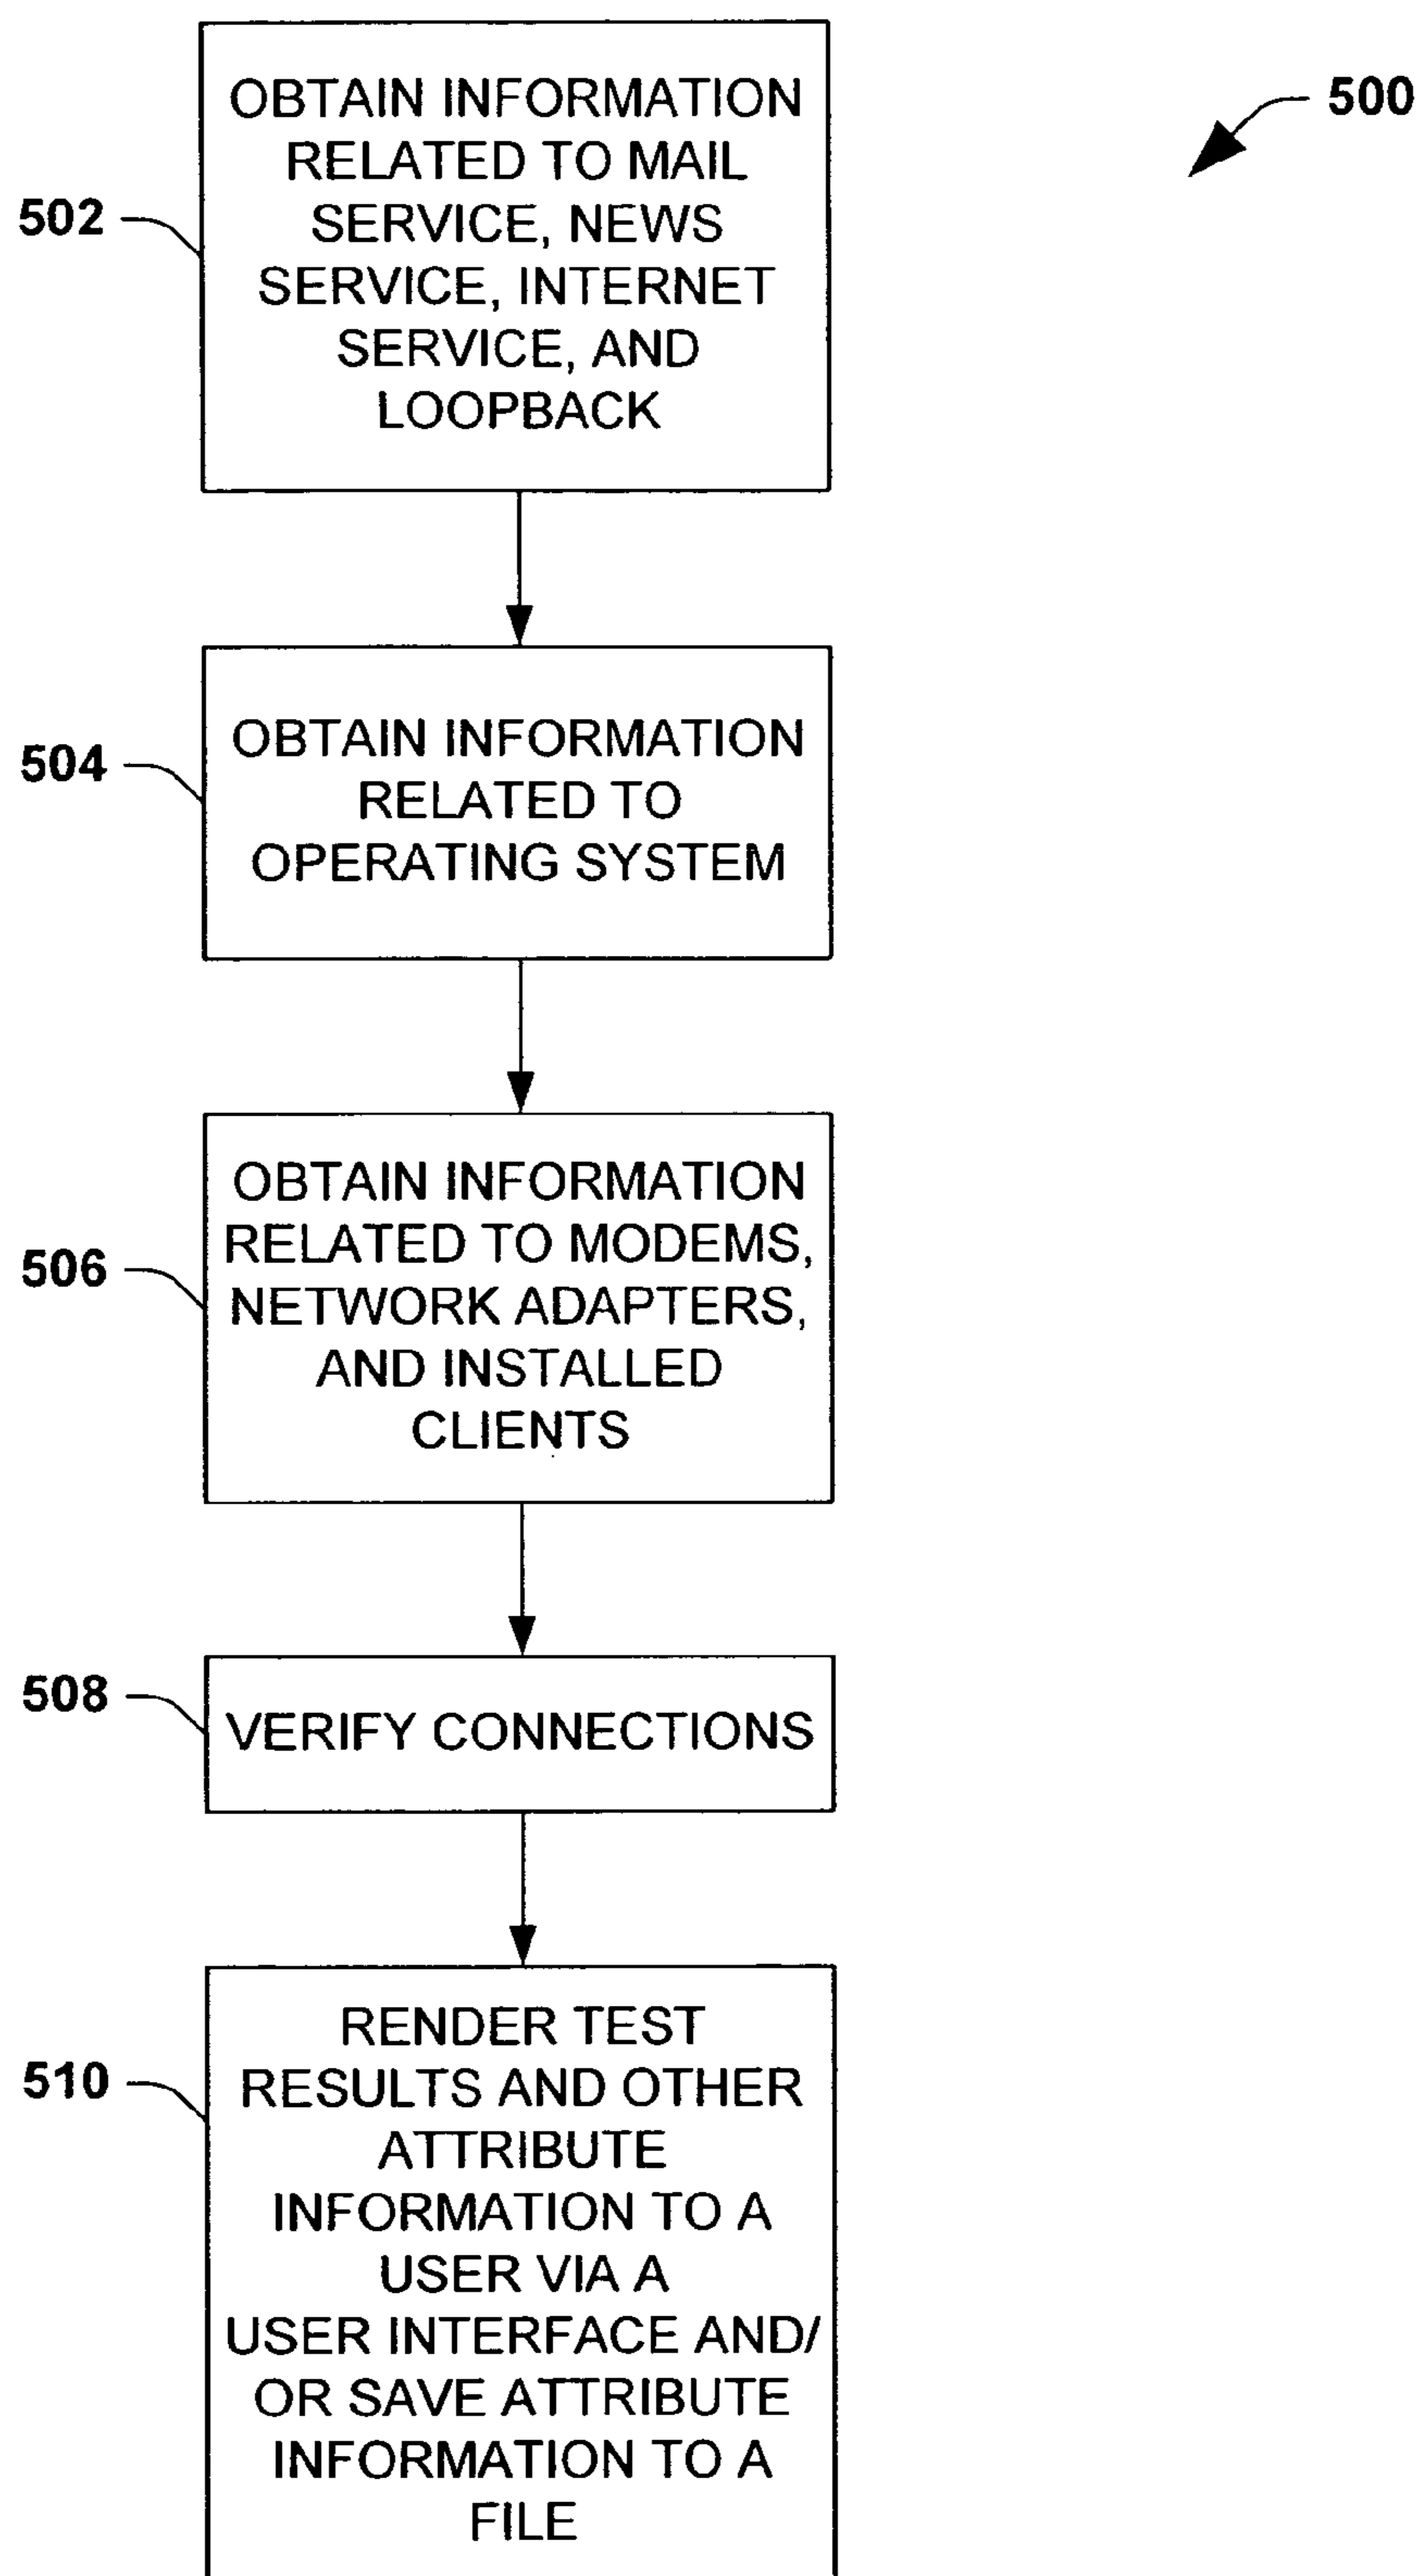 500
502
OBTAIN INFORMATION
RELATED TO MAIL
SERVICE, NEWS
SERVICE, INTERNET
SERVICE, AND
LOOPBACK
504
OBTAIN INFORMATION
RELATED TO
OPERATING SYSTEM
506
OBTAIN INFORMATION
RELATED TO MODEMS,
NETWORK ADAPTERS,
AND INSTALLED
CLIENTS
508
VERIFY CONNECTIONS
510
RENDER TEST
RESULTS AND OTHER
ATTRIBUTE
INFORMATION TO A
USER VIA A
USER INTERFACE AND/
OR SAVE ATTRIBUTE
INFORMATION TO A
FILE